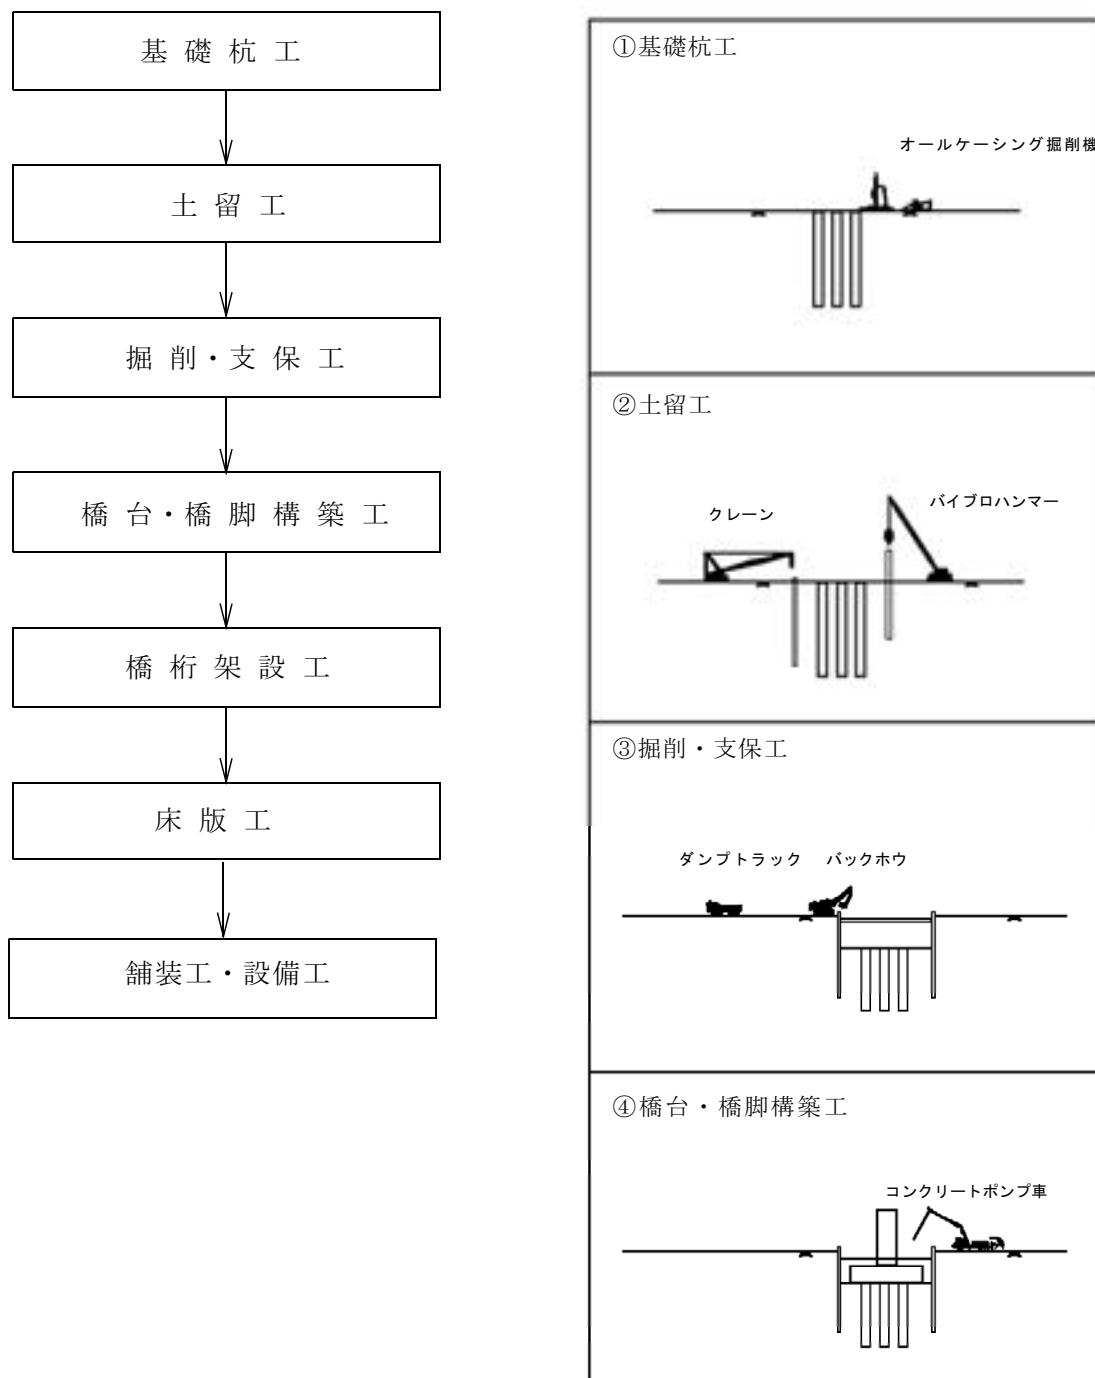 基礎杭工
土留工
掘削・支保工
橋台・橋脚構築工
橋桁架設工
床版工
舗装工・設備工
①基礎杭工
オールケーシング掘削機
②土留工
クレーン
バイブロハンマー
③掘削・支保工
ダンプトラック バックホウ
④橋台・橋脚構築工
コンクリートポンプ車